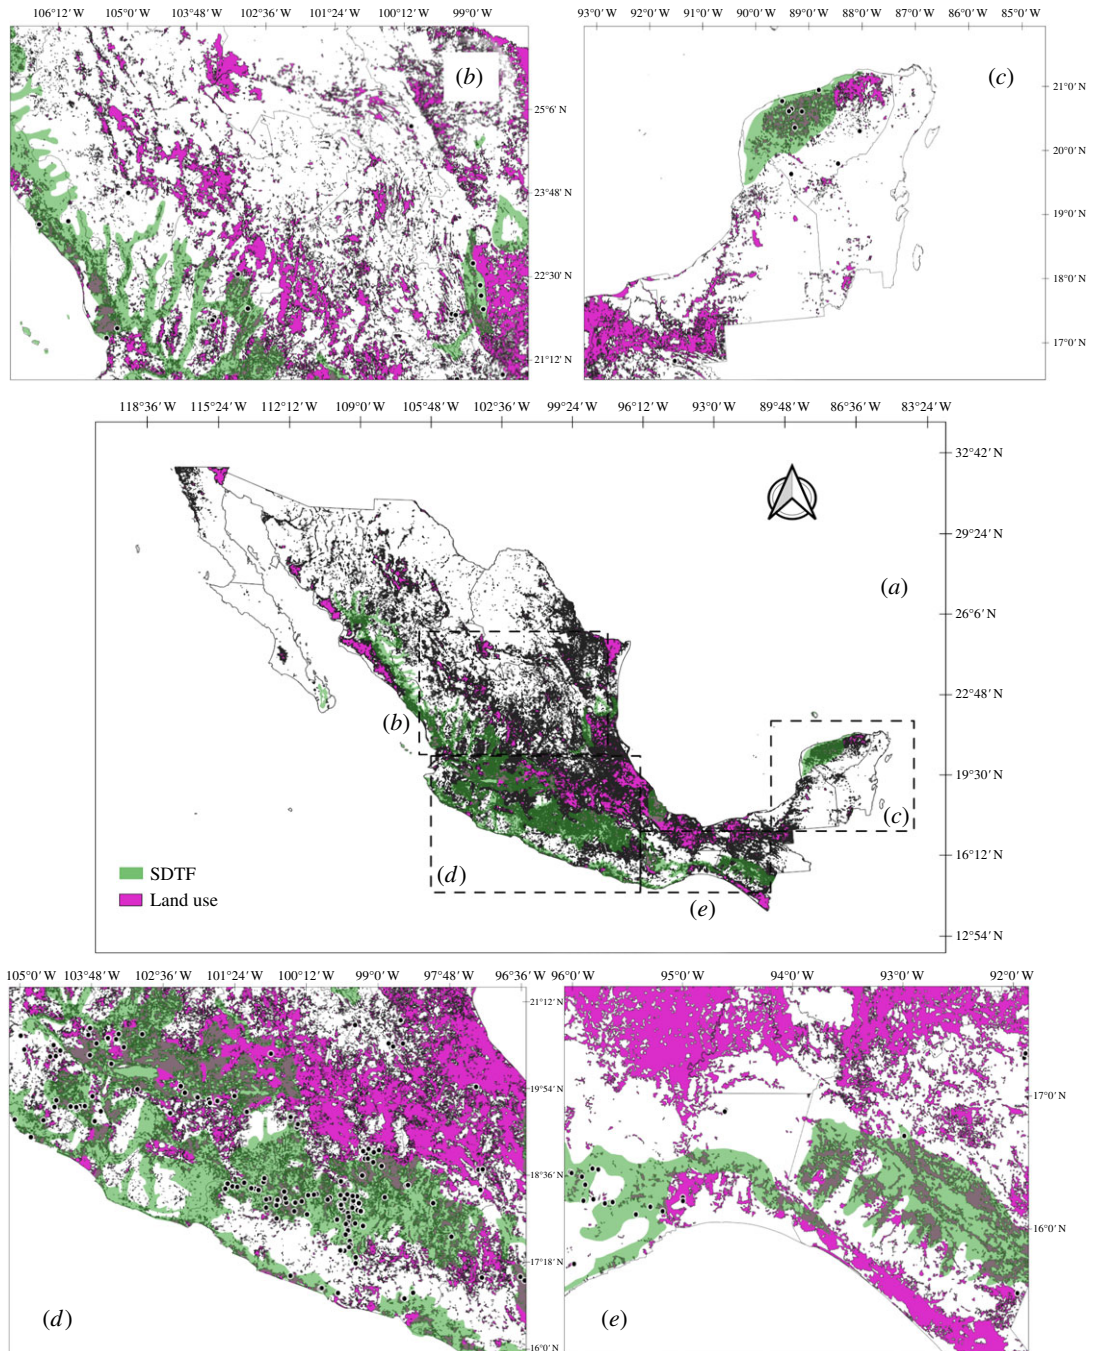 106°12′ W 105°0′ W 103°48′ W 102°36′ W 101°24′ W 100°12′ W 99°0′ W
(b)
25°6′ N
23°48′ N
22°30′ N
21°12′ N
93°0′ W 92°0′ W 91°0′ W 90°0′ W 89°0′ W 88°0′ W 87°0′ W 86°0′ W 85°0′ W
(c)
21°0′ N
20°0′ N
19°0′ N
18°0′ N
17°0′ N
118°36′ W 115°24′ W 112°12′ W 109°0′ W 105°48′ W 102°36′ W 99°24′ W 96°12′ W 93°0′ W 89°48′ W 86°36′ W 83°24′ W
32°42′ N
29°24′ N
(a)
26°6′ N
22°48′ N
(b)
19°30′ N
(c)
16°12′ N
(d)
SDTF
Land use
(e)
12°54′ N
105°0′ W 103°48′ W 102°36′ W 101°24′ W 100°12′ W 99°0′ W 97°48′ W 96°36′ W
21°12′ N
19°54′ N
18°36′ N
17°18′ N
16°0′ N
(d)
96°0′ W 95°0′ W 94°0′ W 93°0′ W 92°0′ W
17°0′ N
16°0′ N
(e)